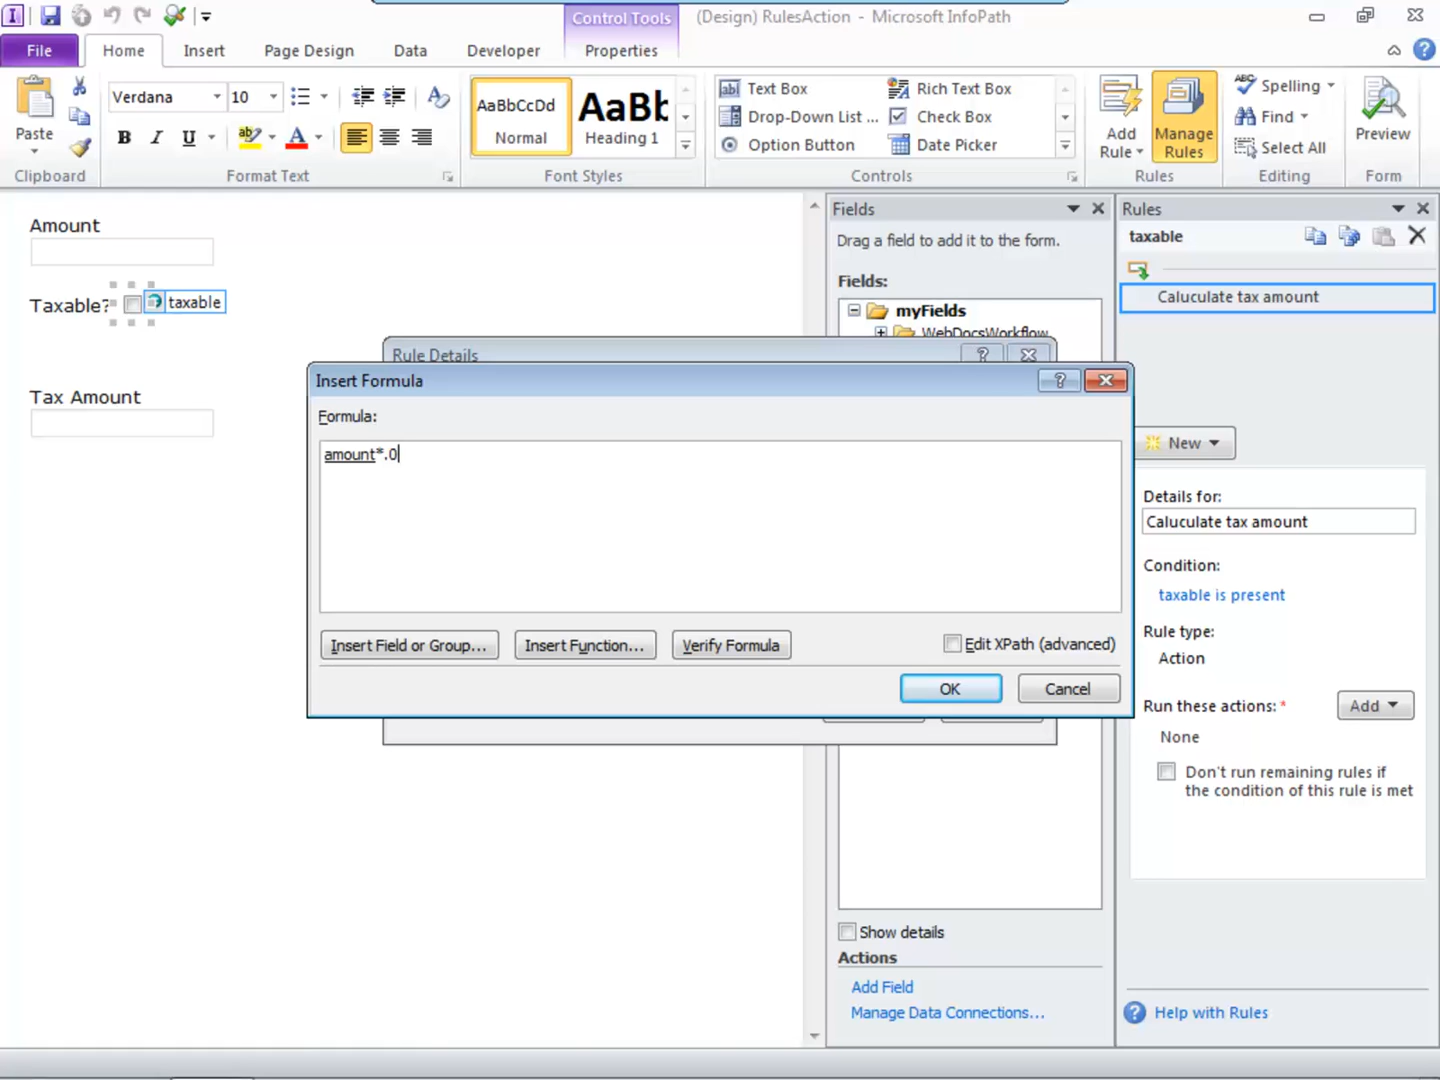 Control Tools
(Design) RulesAction - Microsoft InfoPath
File
Home
Insert
Page Design
Data
Developer
Properties
Paste
Clipboard
Verdana
10
B I U
A
Format Text
AaBbCcDd
Normal
AaBb
Heading 1
Font Styles
Text Box
Drop-Down List ...
Option Button
Rich Text Box
Check Box
Date Picker
Controls
Add
Rule
Manage
Rules
Rules
Spelling
Find
Select All
Editing
Preview
Form
Amount
Taxable?
taxable
Tax Amount
Fields
Drag a field to add it to the form.
Fields:
myFields
WebDocsWorkflow
Rule Details
Insert Formula
Formula:
amount*.0
Insert Field or Group...
Insert Function...
Verify Formula
Edit XPath (advanced)
OK
Cancel
Show details
Actions
Add Field
Manage Data Connections...
Rules
taxable
Caluculate tax amount
New
Details for:
Caluculate tax amount
Condition:
taxable is present
Rule type:
Action
Run these actions: *
Add
None
Don't run remaining rules if
the condition of this rule is met
Help with Rules